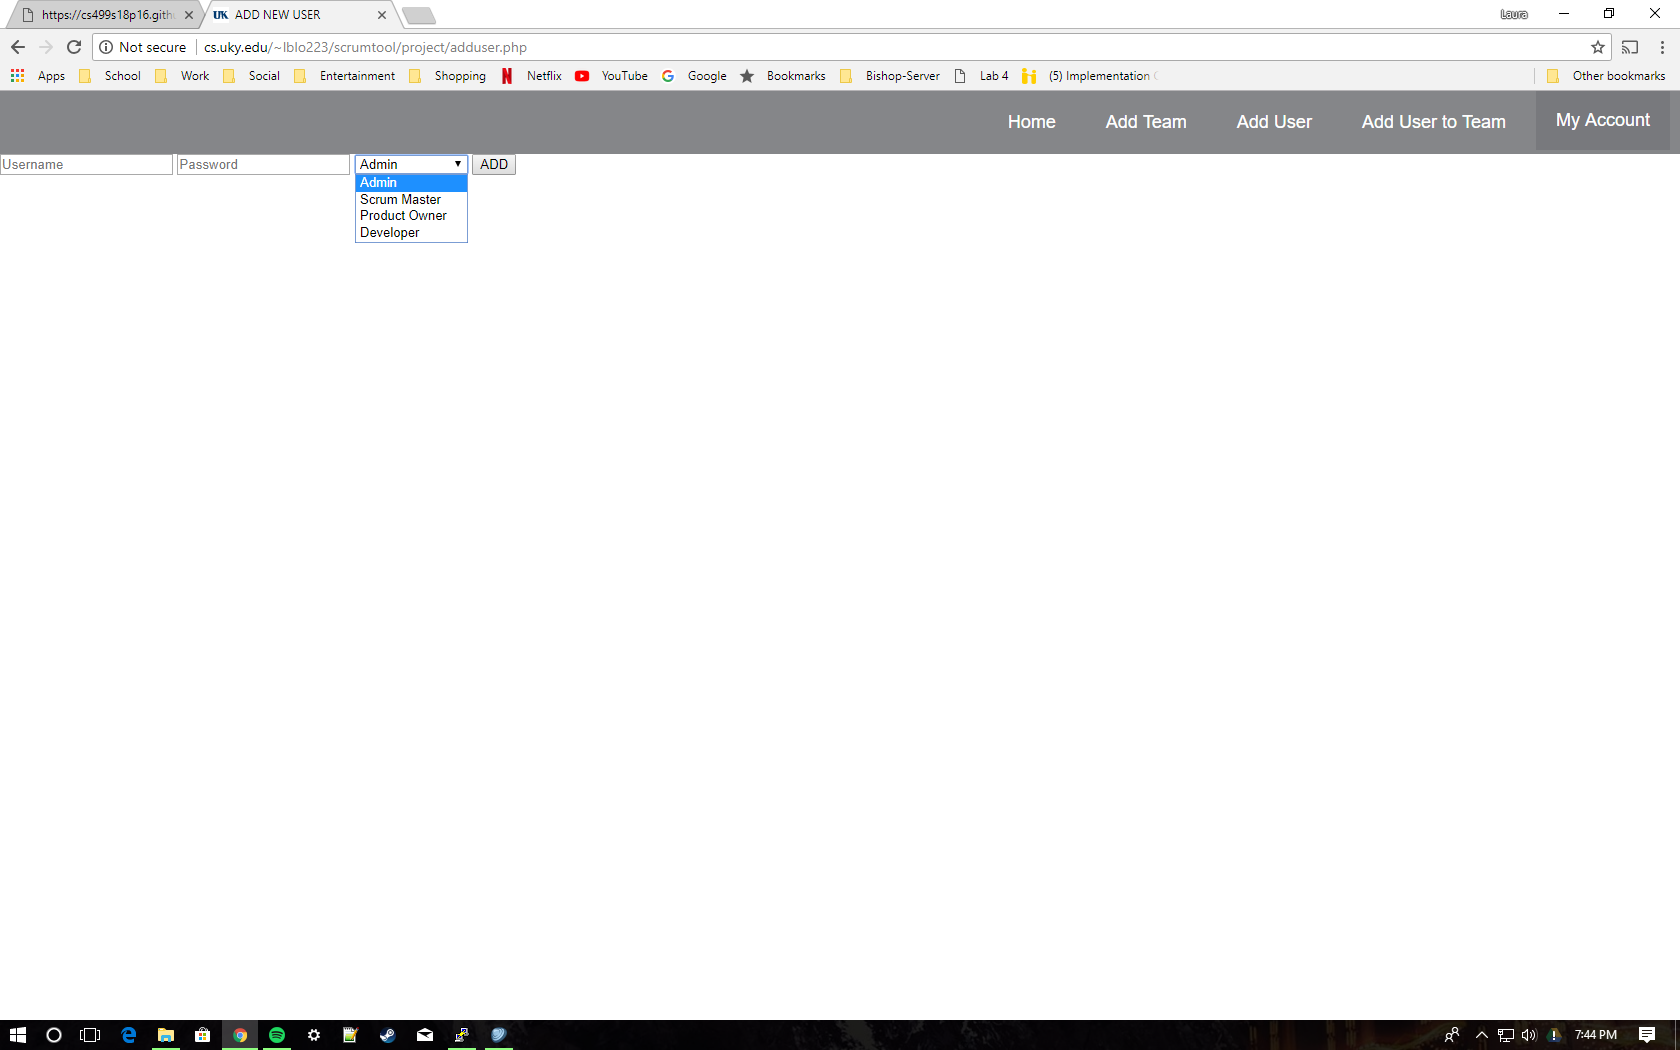 https://cs499s18p16.gith
UK ADD NEW USER
Laura
Not secure cs.uky.edu/~lblo223/scrumtool/project/adduser.php
Apps School Work Social Entertainment Shopping Netflix YouTube Google Bookmarks Bishop-Server Lab 4 (5) Implementation Other bookmarks
Home Add Team Add User Add User to Team My Account
Username Password Admin ADD
Admin
Scrum Master
Product Owner
Developer
7:44 PM